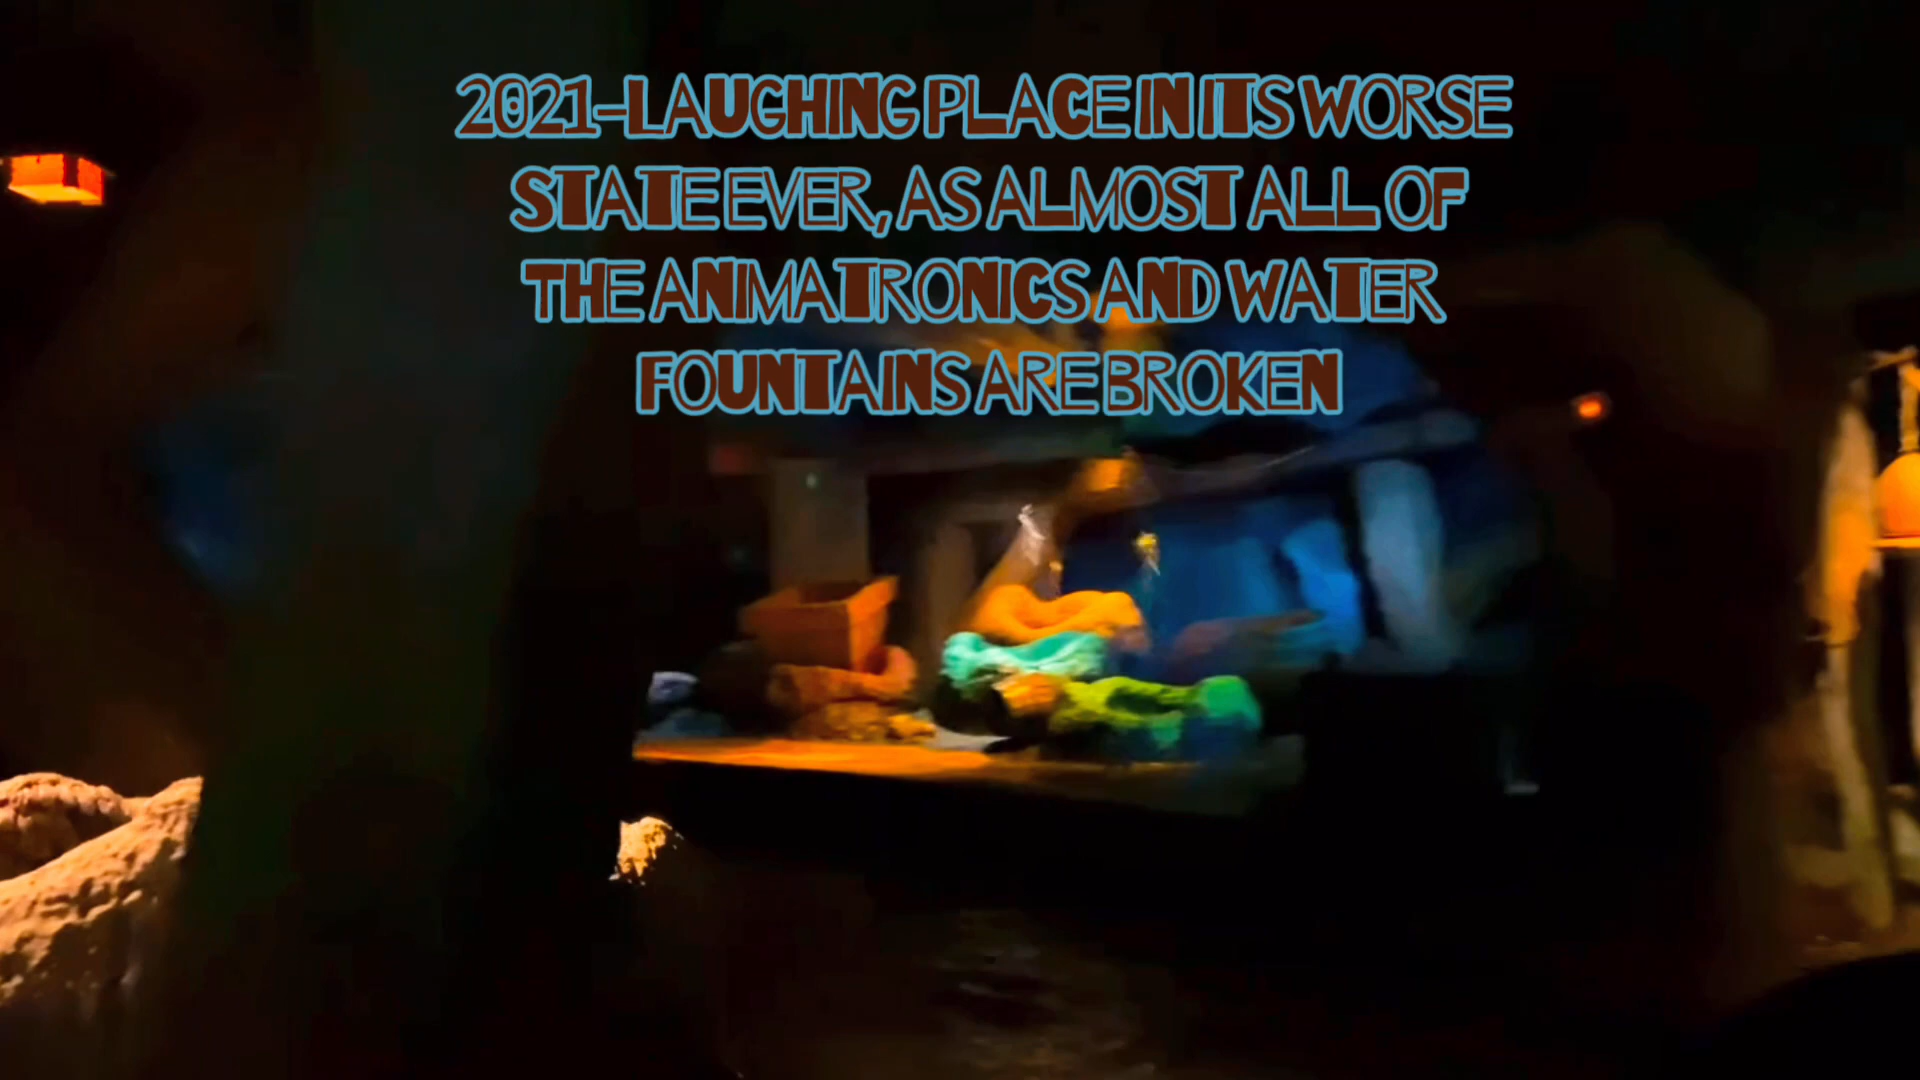 2021-LAUGHING PLACE IN ITS WORSE
STATE EVER, AS ALMOST ALL OF
THE ANIMATRONICS AND WATER
FOUNTAINS ARE BROKEN